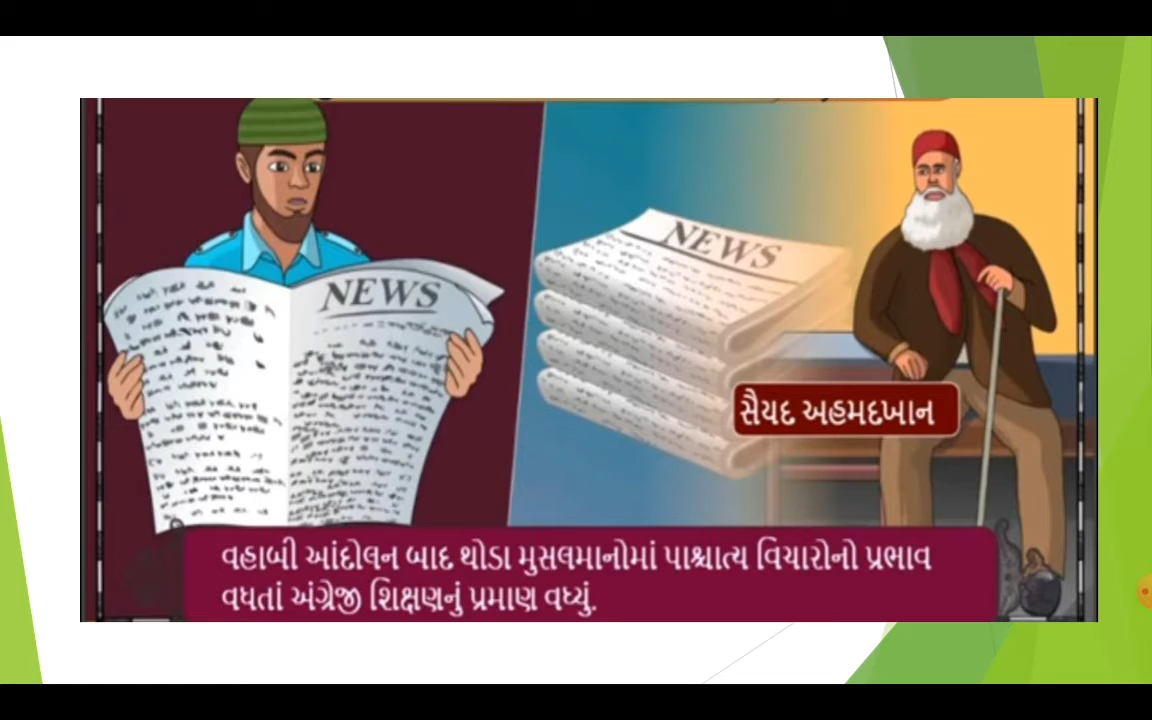 NEWS
NEWS
સૈયદ અહમદખાન
વહાબી આંદોલન બાદ થોડા મુસલમાનોમાં પાશ્ચાત્ય વિચારોનો પ્રભાવ
વધતાં અંગ્રેજી શિક્ષણનું પ્રમાણ વધ્યું.